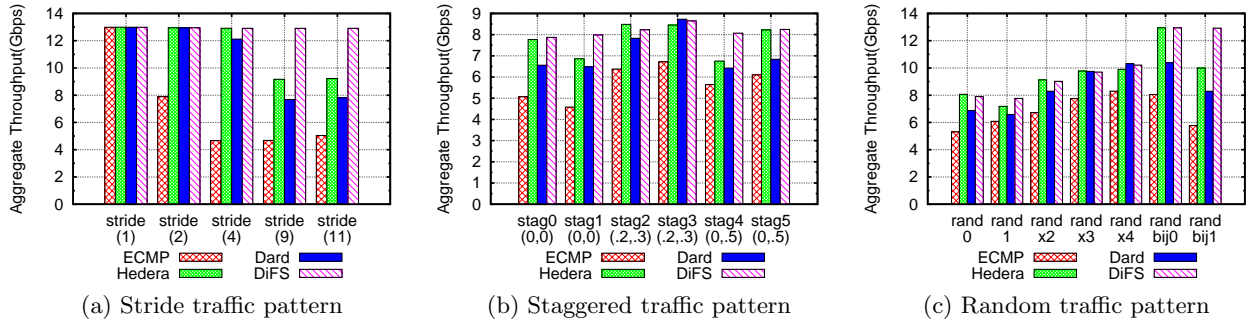 Aggregate Throughput(Gbps)
14
12
10
8
6
4
2
0
stride stride stride stride stride
(1) (2) (4) (9) (11)
ECMP Dard
Hedera DiFS
(a) Stride traffic pattern
Aggregate Throughput(Gbps)
9
8
7
6
5
4
3
2
1
0
stag0 stag1 stag2 stag3 stag4 stag5
(0,0) (0,0) (.2,.3) (.2,.3) (0,.5) (0,.5)
ECMP Dard
Hedera DiFS
(b) Staggered traffic pattern
Aggregate Throughput(Gbps)
14
12
10
8
6
4
2
0
rand rand rand rand rand rand rand
0 1 x2 x3 x4 bij0 bij1
ECMP Dard
Hedera DiFS
(c) Random traffic pattern